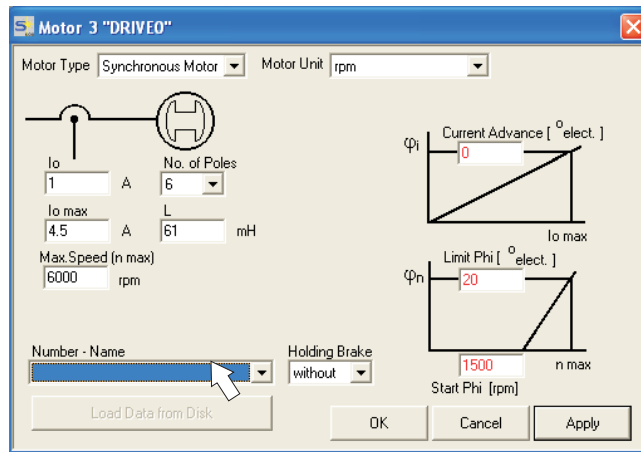 S Motor 3 "DRIVE0"
Motor Type Synchronous Motor Motor Unit rpm
Io No. of Poles
1 A 6
Io max L
4.5 A 61 mH
Max.Speed (n max)
6000 rpm
φi Current Advance [ °elect. ]
0
Io max
φn Limit Phi [ °elect. ]
20
1500 n max
Start Phi [rpm]
Number - Name Holding Brake
without
Load Data from Disk
OK Cancel Apply